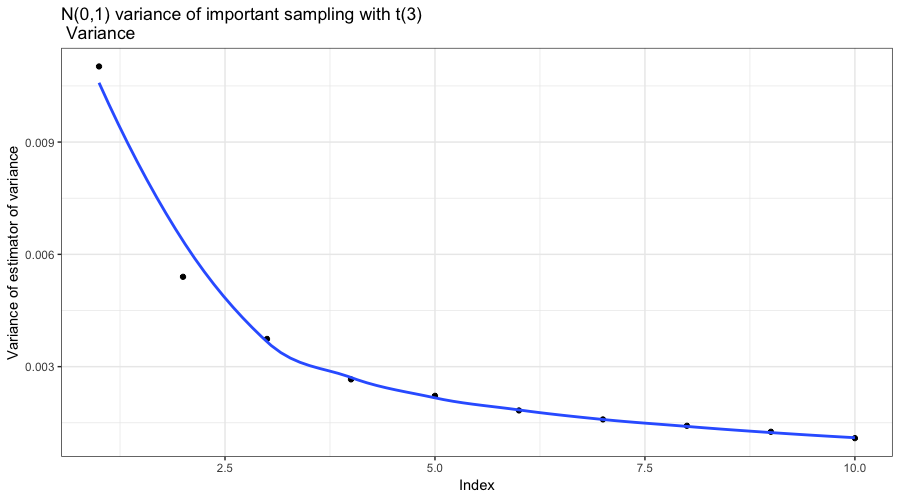 N(0,1) variance of important sampling with t(3)
Variance
Variance of estimator of variance
0.009
0.006
0.003
2.5
5.0
7.5
10.0
Index